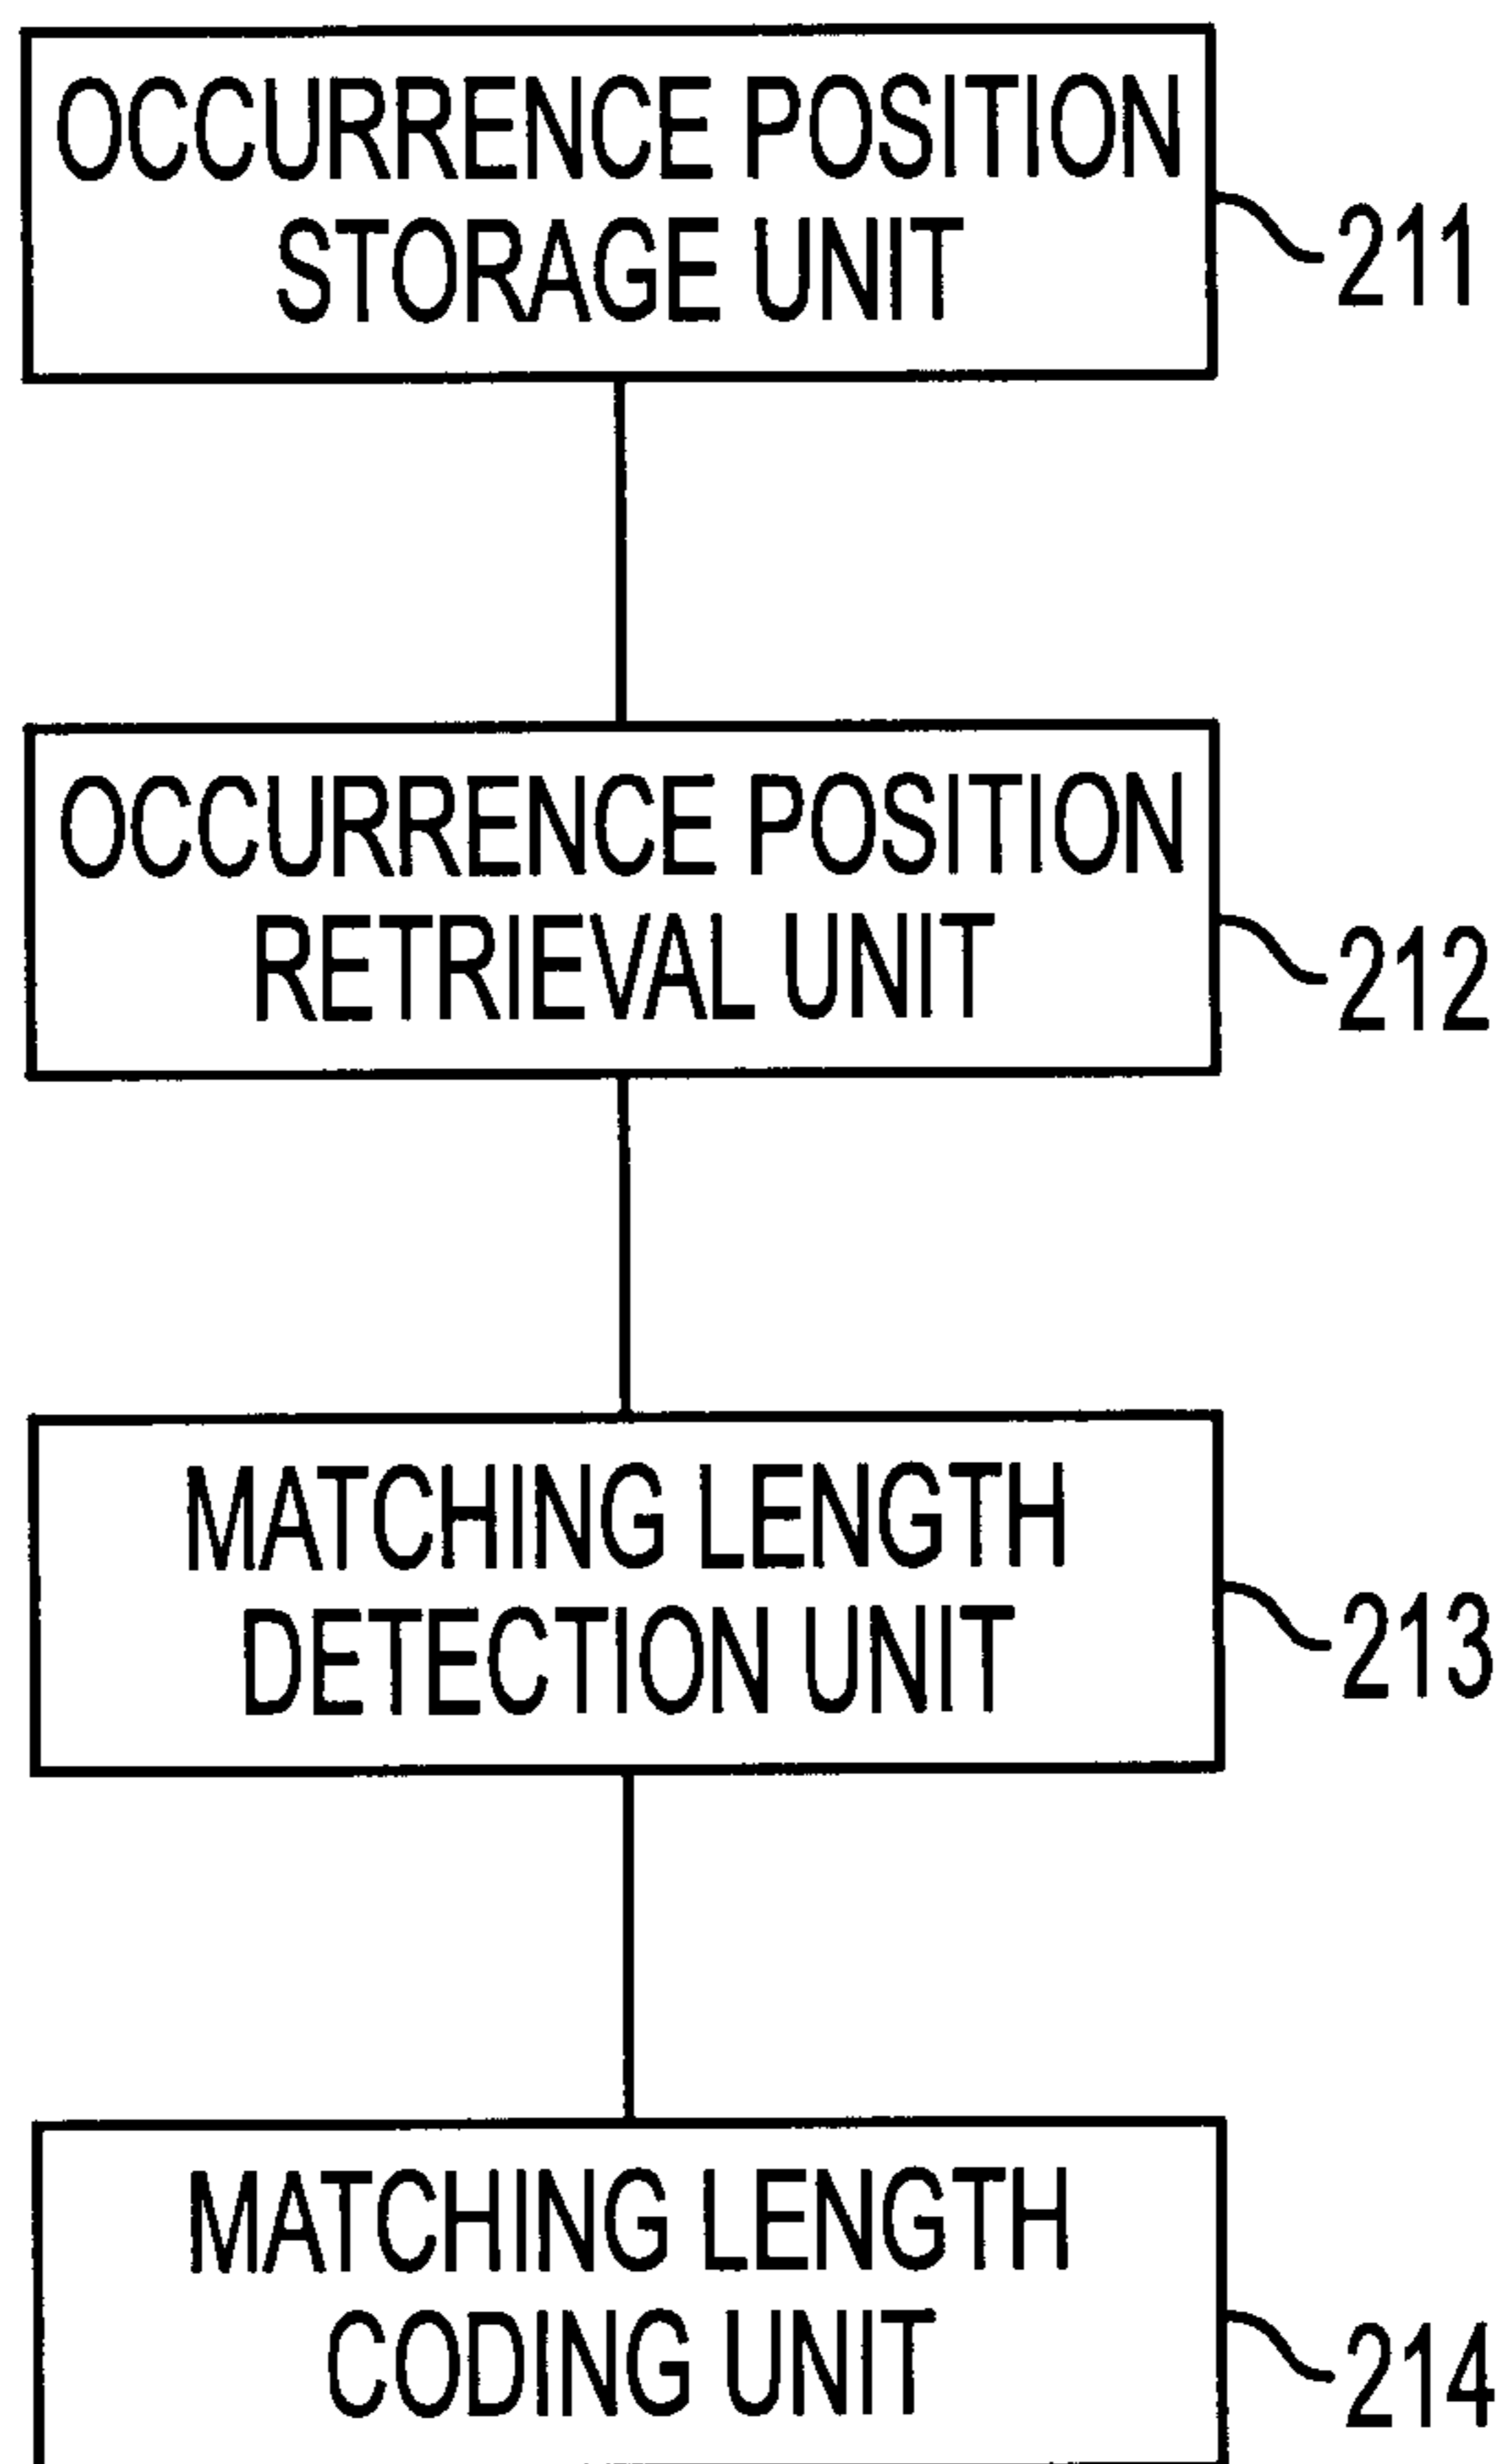 OCCURRENCE POSITION
STORAGE UNIT
211
OCCURRENCE POSITION
RETRIEVAL UNIT
212
MATCHING LENGTH
DETECTION UNIT
213
MATCHING LENGTH
CODING UNIT
214